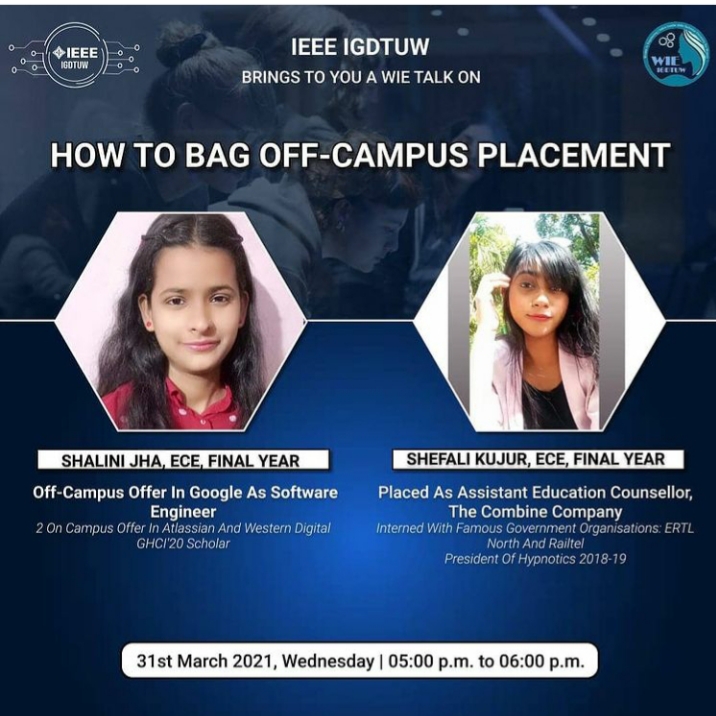 IEEE
IGDTUW
IEEE IGDTUW
BRINGS TO YOU A WIE TALK ON
WIE
IGDTUW
HOW TO BAG OFF-CAMPUS PLACEMENT
SHALINI JHA, ECE, FINAL YEAR
Off-Campus Offer In Google As Software
Engineer
2 On Campus Offer In Atlassian And Western Digital
GHCI'20 Scholar
SHEFALI KUJUR, ECE, FINAL YEAR
Placed As Assistant Education Counsellor,
The Combine Company
Interned With Famous Government Organisations: ERTL
North And Railtel
President Of Hypnotics 2018-19
31st March 2021, Wednesday | 05:00 p.m. to 06:00 p.m.